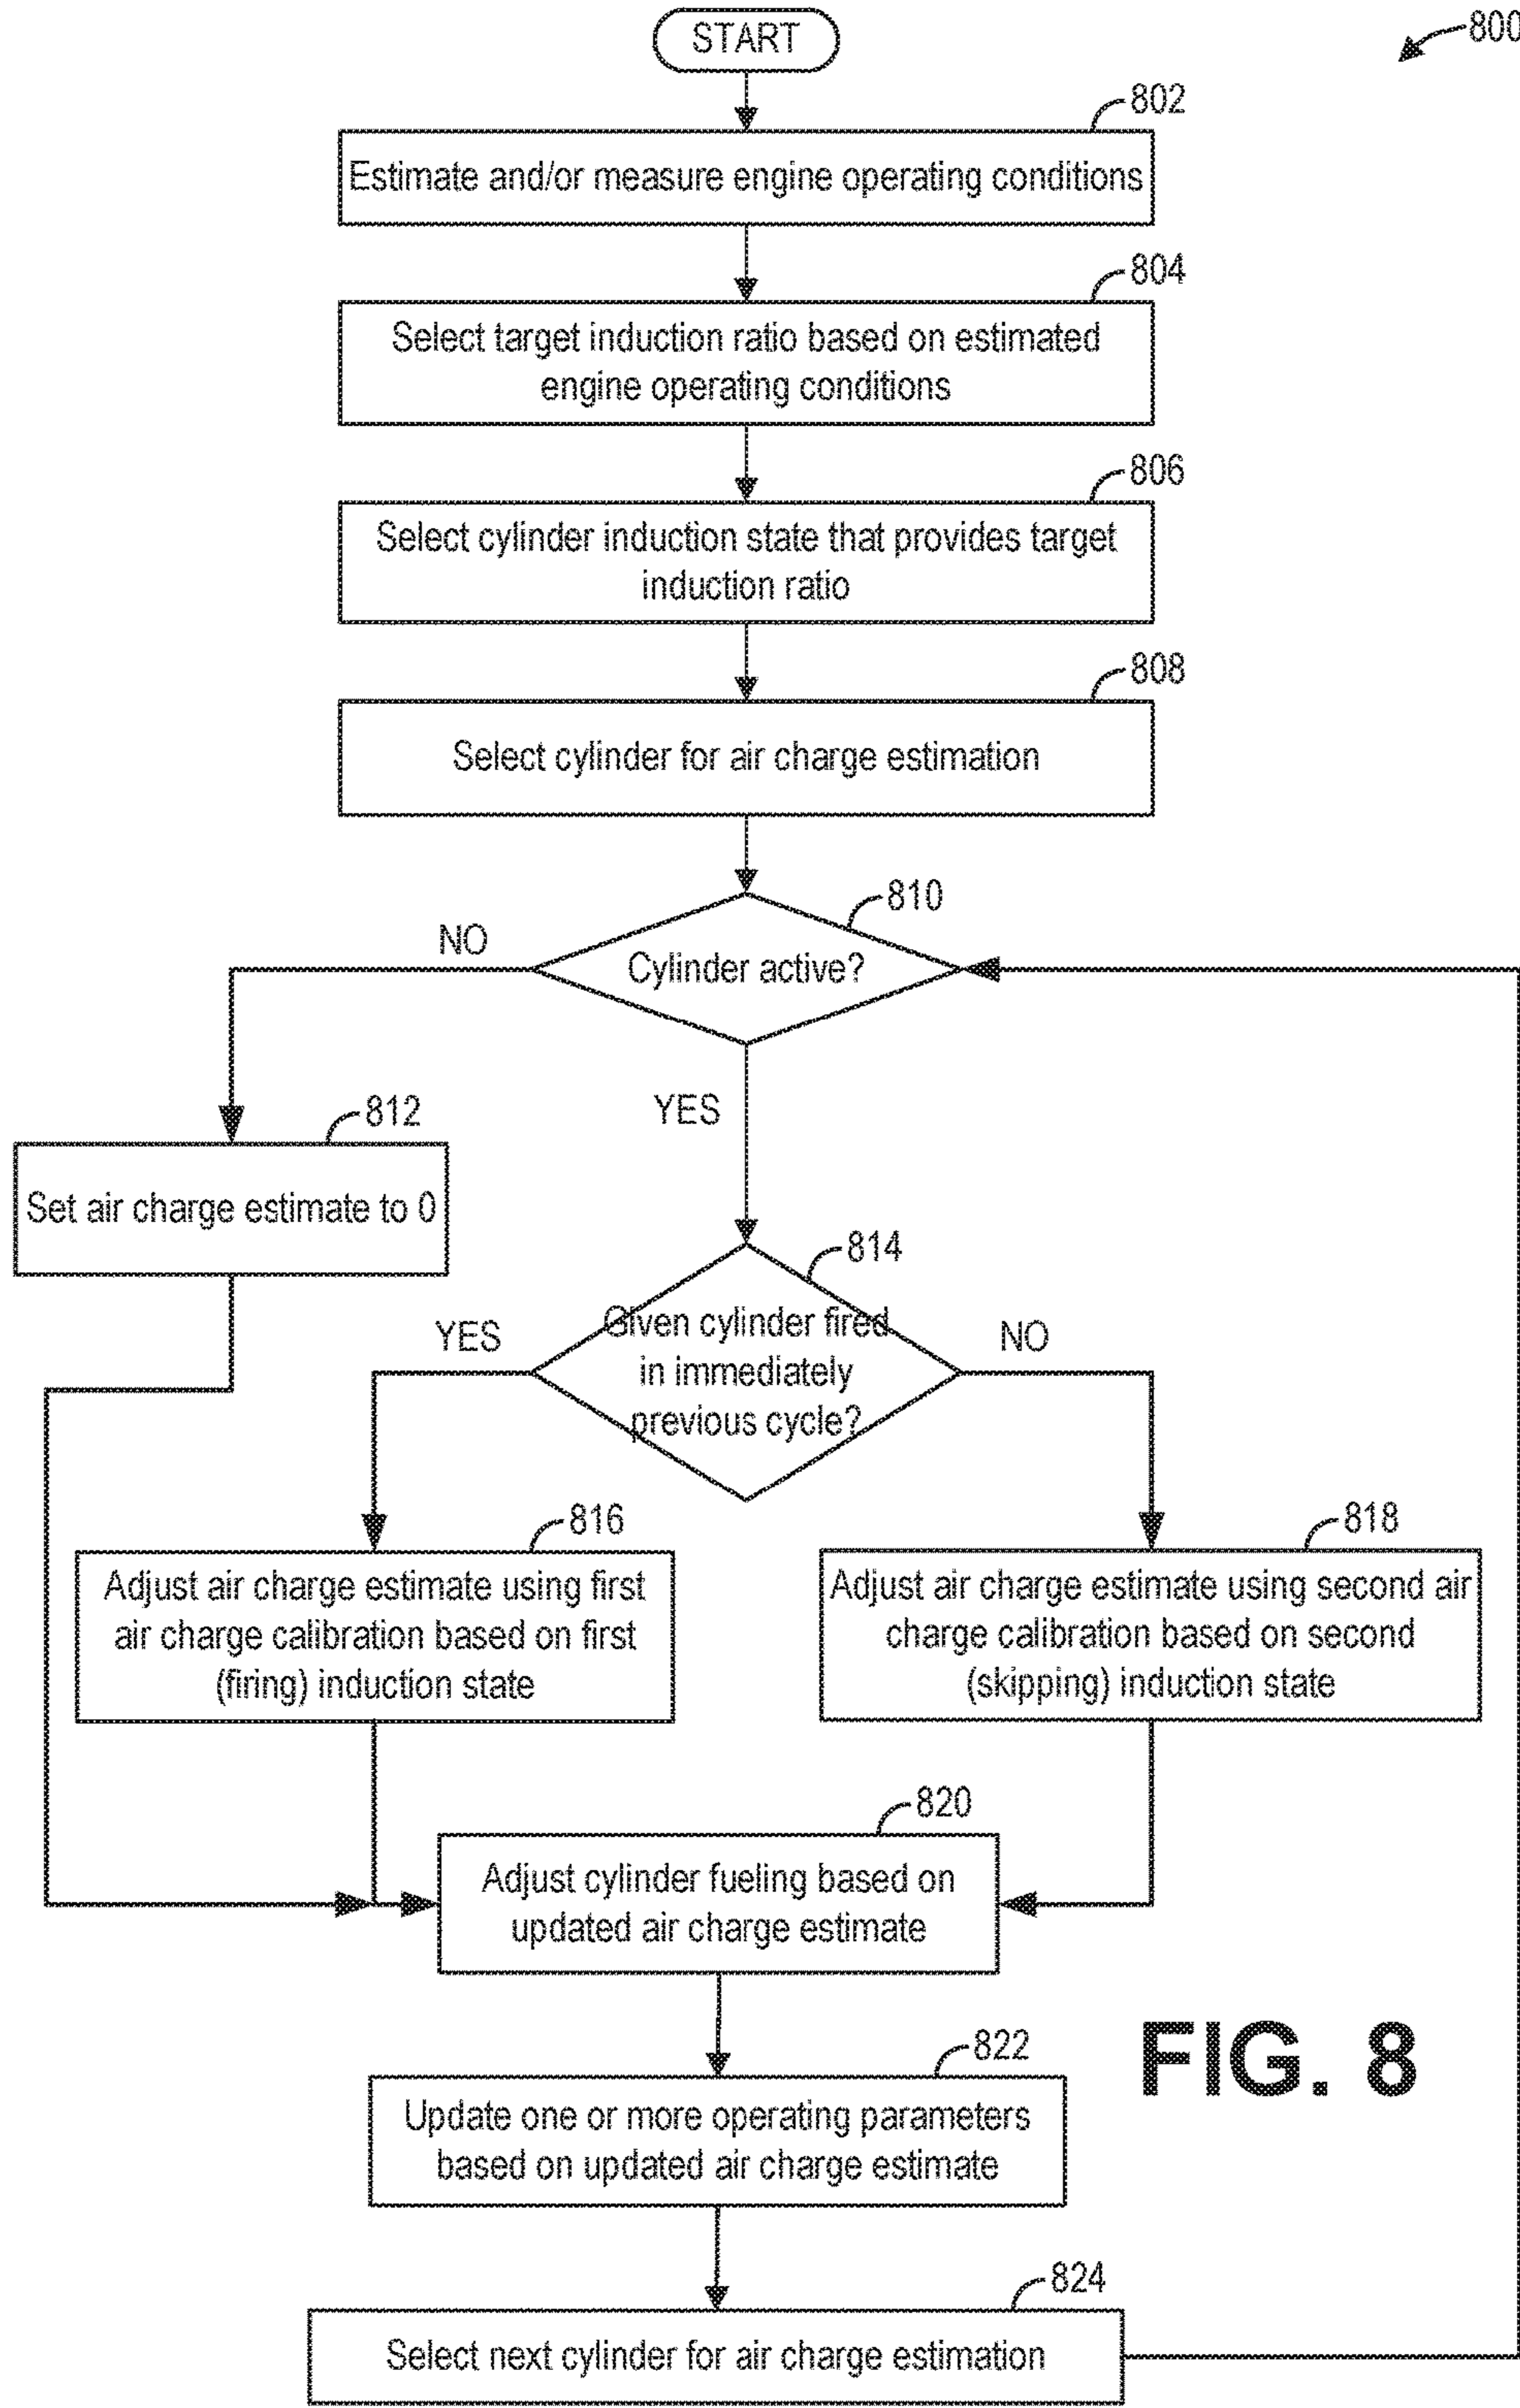 START
800
802
Estimate and/or measure engine operating conditions
804
Select target induction ratio based on estimated
engine operating conditions
806
Select cylinder induction state that provides target
induction ratio
808
Select cylinder for air charge estimation
810
NO
Cylinder active?
812
YES
Set air charge estimate to 0
814
YES
Given cylinder fired
in immediately
previous cycle?
NO
816
Adjust air charge estimate using first
air charge calibration based on first
(firing) induction state
818
Adjust air charge estimate using second air
charge calibration based on second
(skipping) induction state
820
Adjust cylinder fueling based on
updated air charge estimate
822
Update one or more operating parameters
based on updated air charge estimate
FIG. 8
824
Select next cylinder for air charge estimation